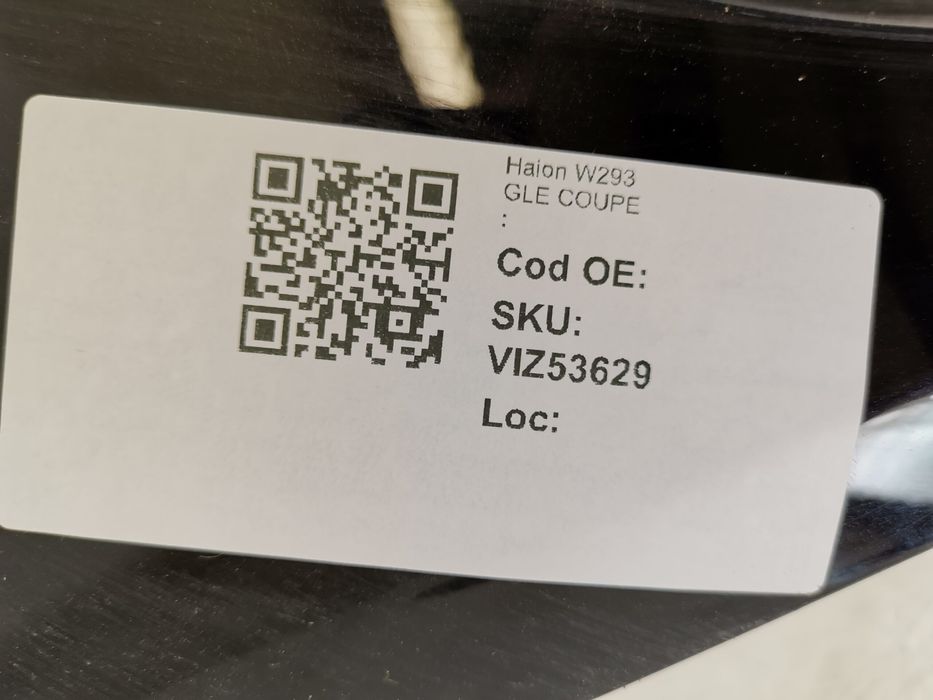 Haion W293
GLE COUPE
:
Cod OE:
SKU:
VIZ53629
Loc: